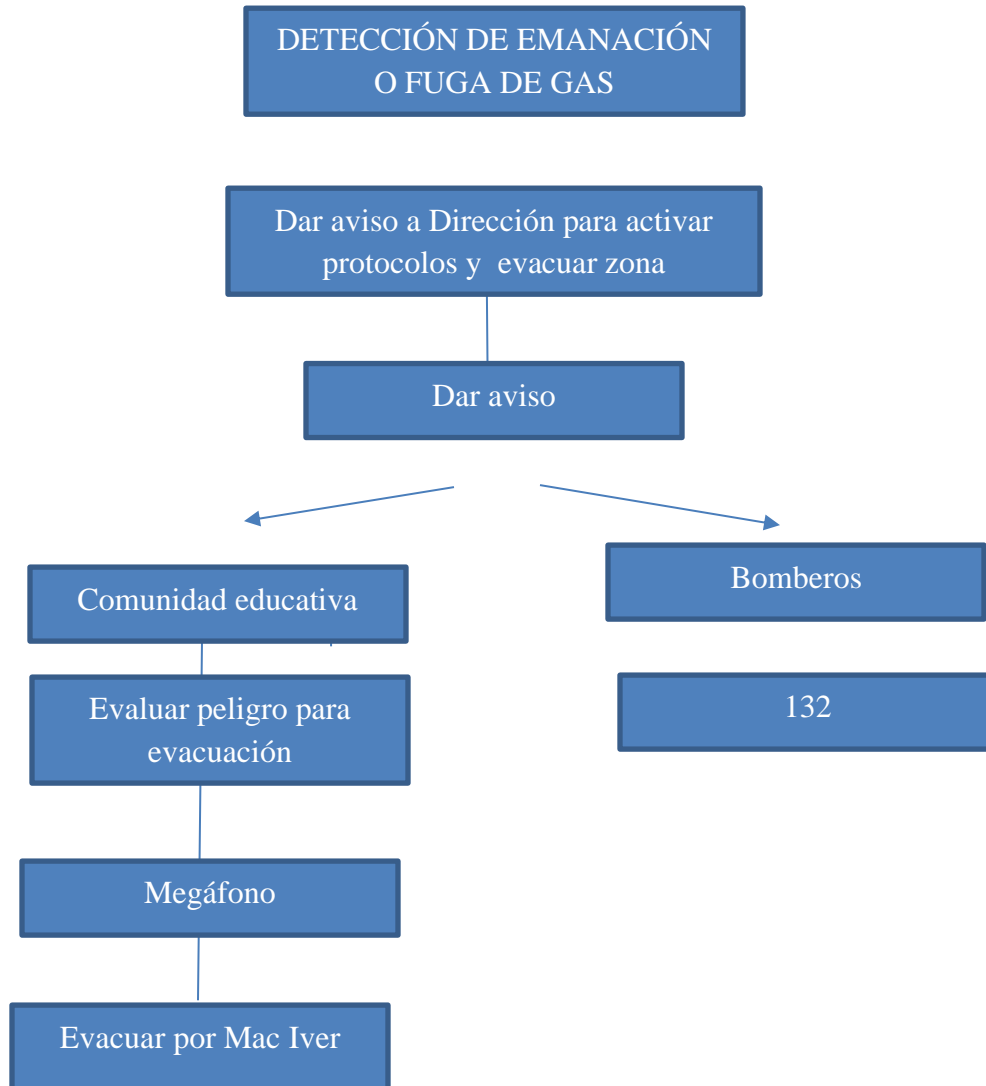 DETECCIÓN DE EMANACIÓN
O FUGA DE GAS
Dar aviso a Dirección para activar
protocolos y evacuar zona
Dar aviso
Comunidad educativa
Evaluar peligro para
evacuación
Megáfono
Evacuar por Mac Iver
Bomberos
132